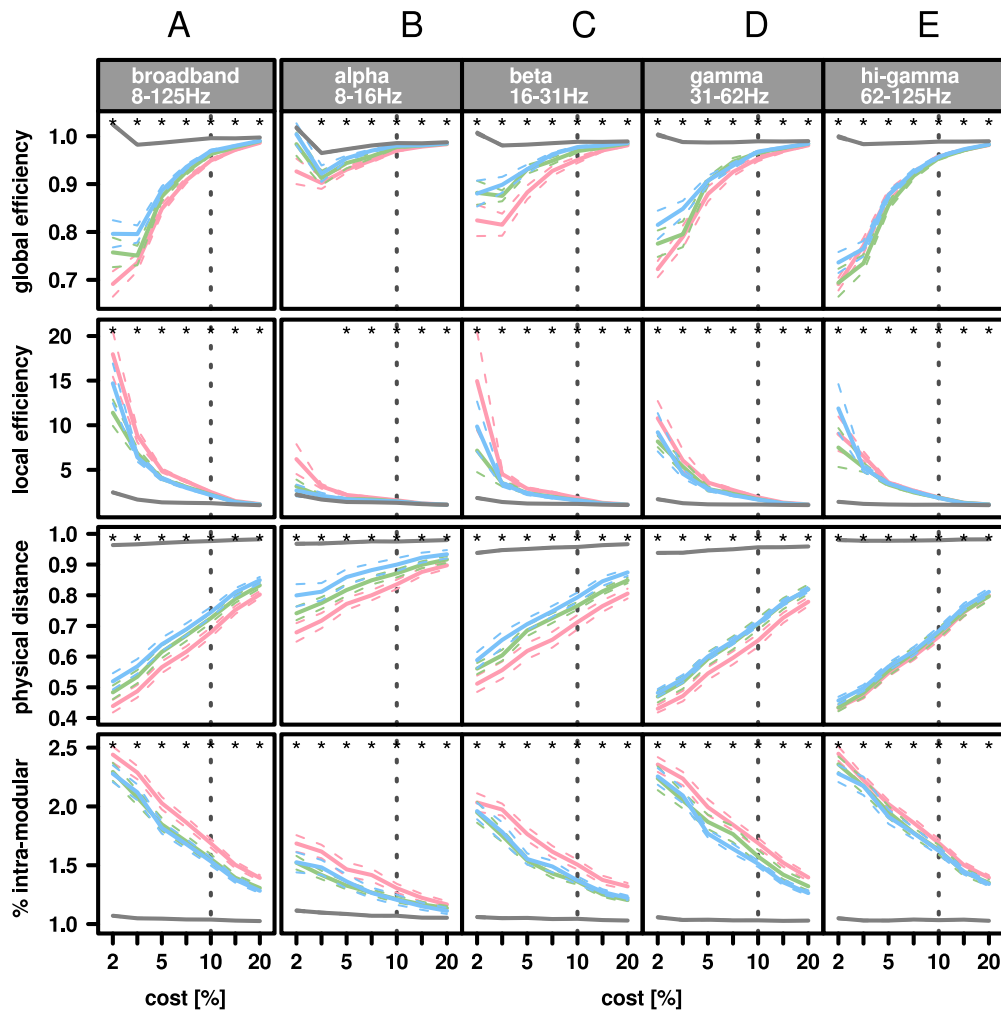 A B C D E
broadband alpha beta gamma hi-gamma
8-125Hz 8-16Hz 16-31Hz 31-62Hz 62-125Hz
global efficiency
1.0
0.9
0.8
0.7
* * * * * * * * * * * * * * * * * * * * * * * * * * * * * * * * * * *
local efficiency
20
15
10
5
* * * * * * * * * * * * * * * * * * * * * * * * * * * * * * * * *
physical distance
1.0
0.9
0.8
0.7
0.6
0.5
0.4
* * * * * * * * * * * * * * * * * * * * * * * * * * * * * * * * * * *
% intra-modular
2.5
2.0
1.5
1.0
* * * * * * * * * * * * * * * * * * * * * * * * * * * * * * * * * * *
2 5 10 20 2 5 10 20 2 5 10 20 2 5 10 20 2 5 10 20
cost [%] cost [%]